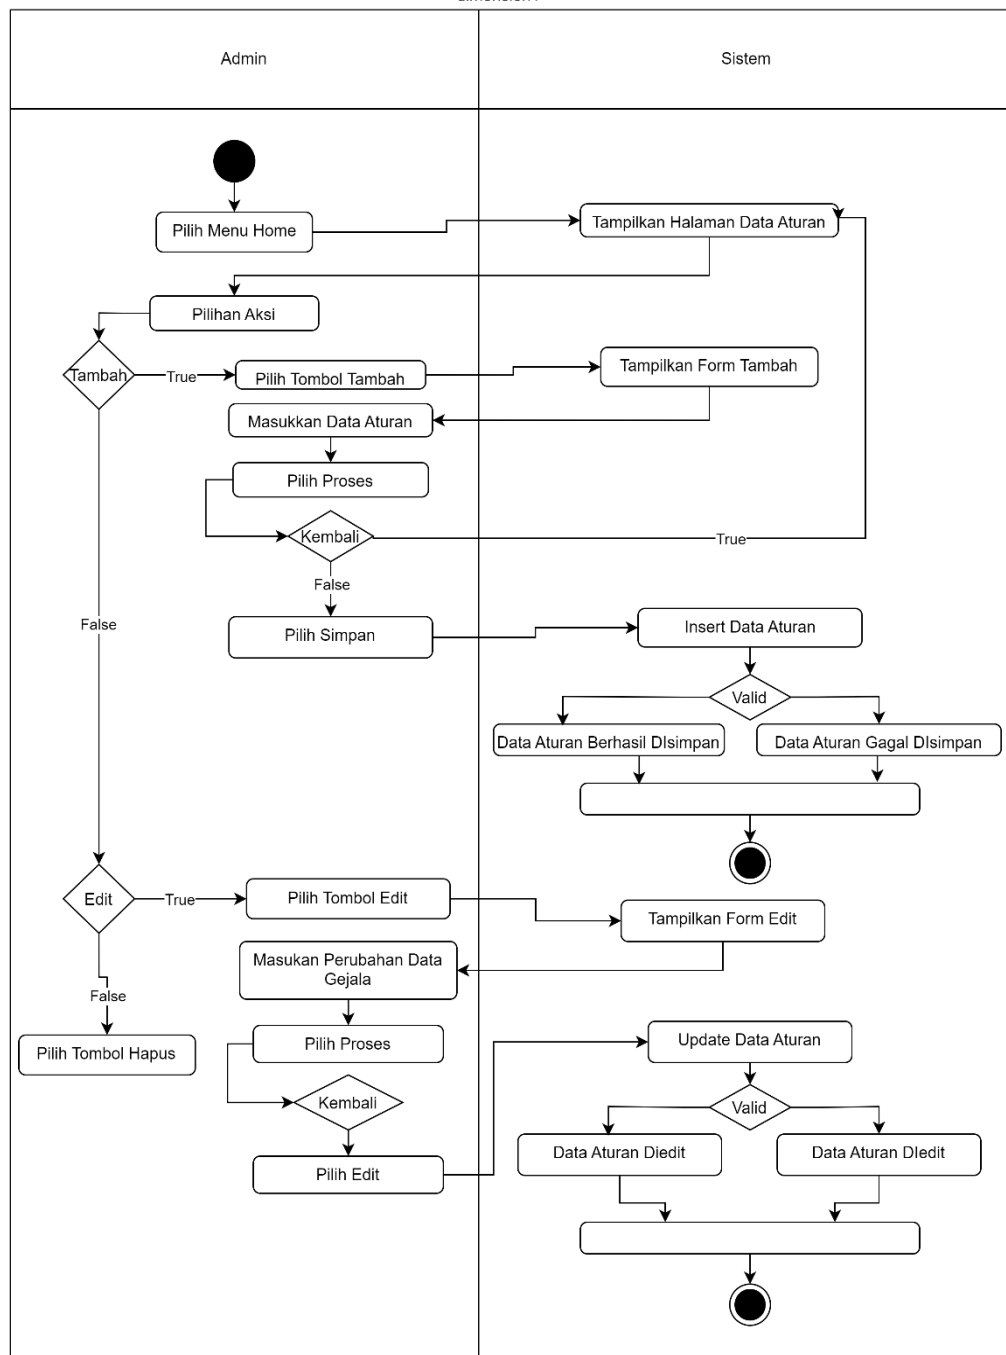 Admin
Sistem
Pilih Menu Home
Tampilkan Halaman Data Aturan
Pilihan Aksi
Tambah
True
Pilih Tombol Tambah
Tampilkan Form Tambah
Masukkan Data Aturan
Pilih Proses
Kembali
True
False
False
Pilih Simpan
Insert Data Aturan
Valid
Data Aturan Berhasil DIsimpan
Data Aturan Gagal DIsimpan
Edit
True
Pilih Tombol Edit
Tampilkan Form Edit
Masukan Perubahan Data
Gejala
False
Pilih Tombol Hapus
Pilih Proses
Update Data Aturan
Kembali
Valid
Pilih Edit
Data Aturan Diedit
Data Aturan DIedit